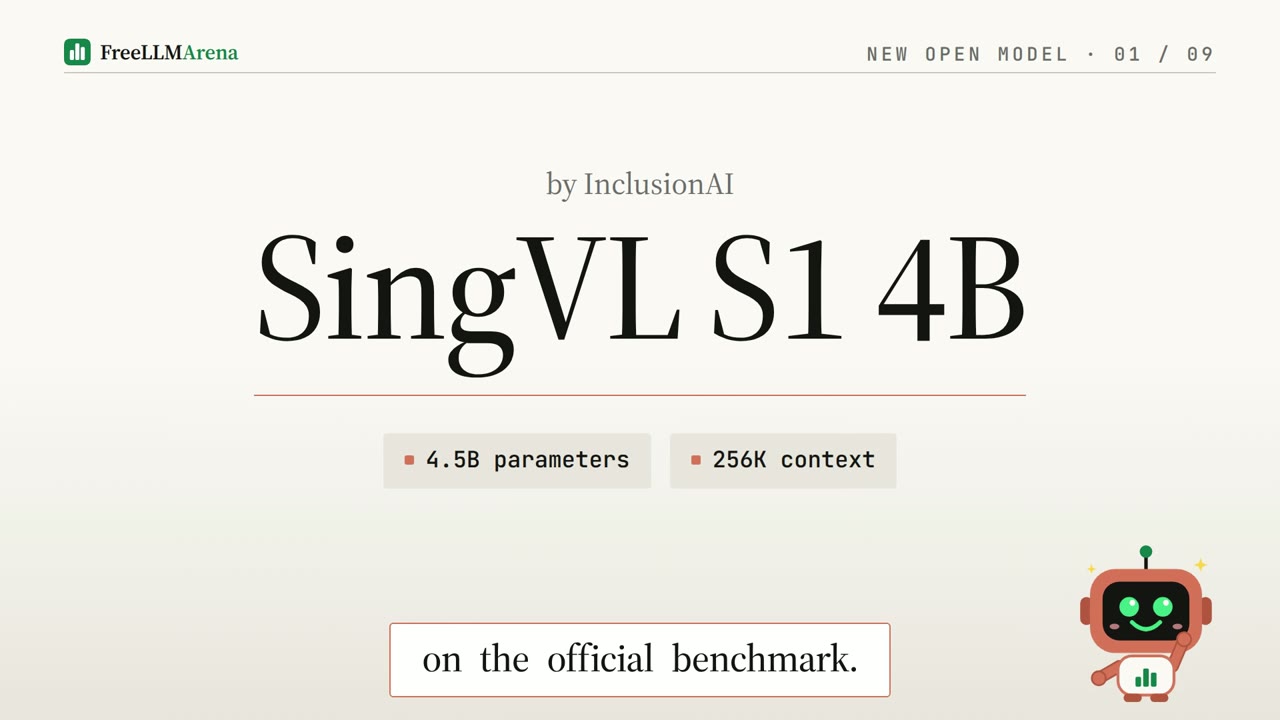 FreeLLMArena
NEW OPEN MODEL · 01 / 09
by InclusionAI
SingVL S1 4B
4.5B parameters
256K context
on the official benchmark.